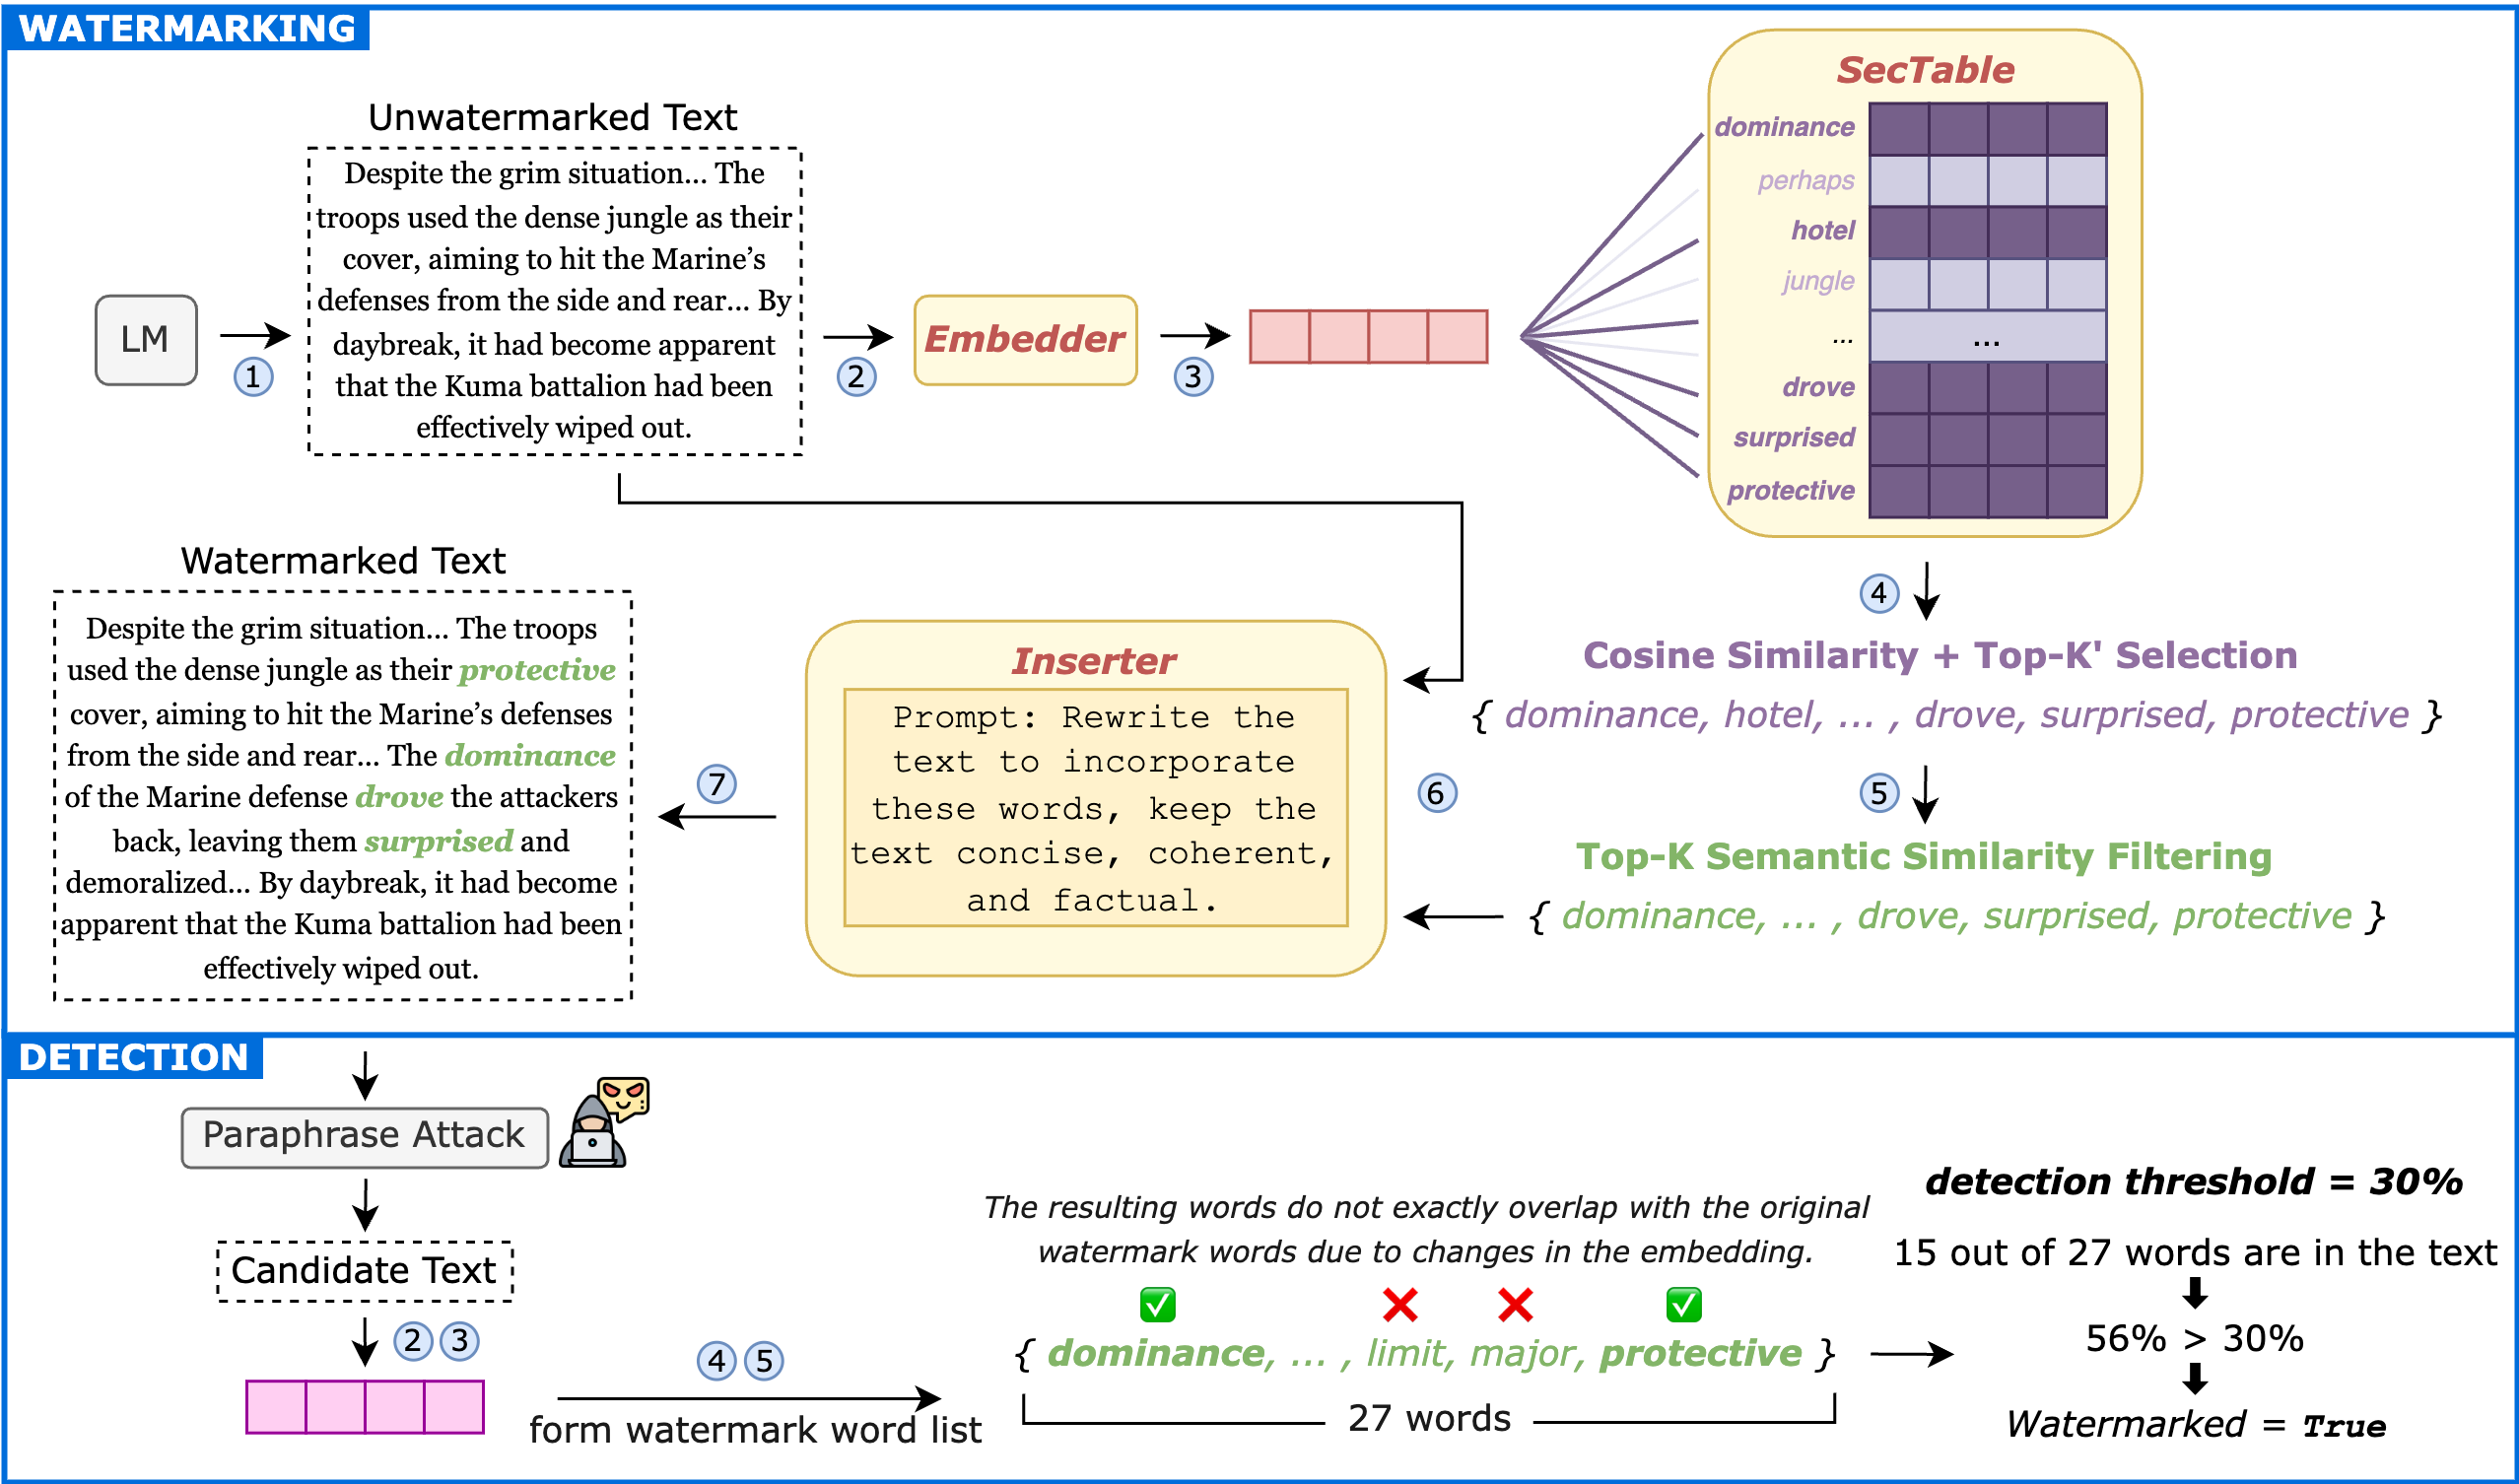 WATERMARKING
Unwatermarked Text
Despite the grim situation... The
troops used the dense jungle as their
cover, aiming to hit the Marine's
defenses from the side and rear... By
daybreak, it had become apparent
that the Kuma battalion had been
effectively wiped out.
LM
1
2
Embedder
3
SecTable
dominance
perhaps
hotel
jungle
... ...
drove
surprised
protective
4
Cosine Similarity + Top-K' Selection
{ dominance, hotel, ... , drove, surprised, protective }
5
Top-K Semantic Similarity Filtering
{ dominance, ... , drove, surprised, protective }
6
Inserter
Prompt: Rewrite the
text to incorporate
these words, keep the
text concise, coherent,
and factual.
7
Watermarked Text
Despite the grim situation... The troops
used the dense jungle as their protective
cover, aiming to hit the Marine's defenses
from the side and rear... The dominance
of the Marine defense drove the attackers
back, leaving them surprised and
demoralized... By daybreak, it had become
apparent that the Kuma battalion had been
effectively wiped out.
DETECTION
Paraphrase Attack
Candidate Text
2 3
4 5
form watermark word list
The resulting words do not exactly overlap with the original
watermark words due to changes in the embedding.
{ dominance, ... , limit, major, protective }
27 words
detection threshold = 30%
15 out of 27 words are in the text
56% > 30%
Watermarked = True